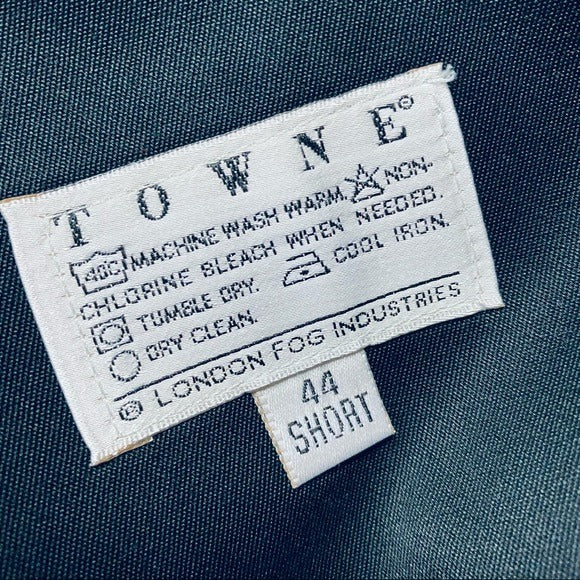 TOWNE®
40C MACHINE WASH WARM. NON-
CHLORINE BLEACH WHEN NEEDED.
TUMBLE DRY. COOL IRON.
DRY CLEAN.
® LONDON FOG INDUSTRIES
44
SHORT